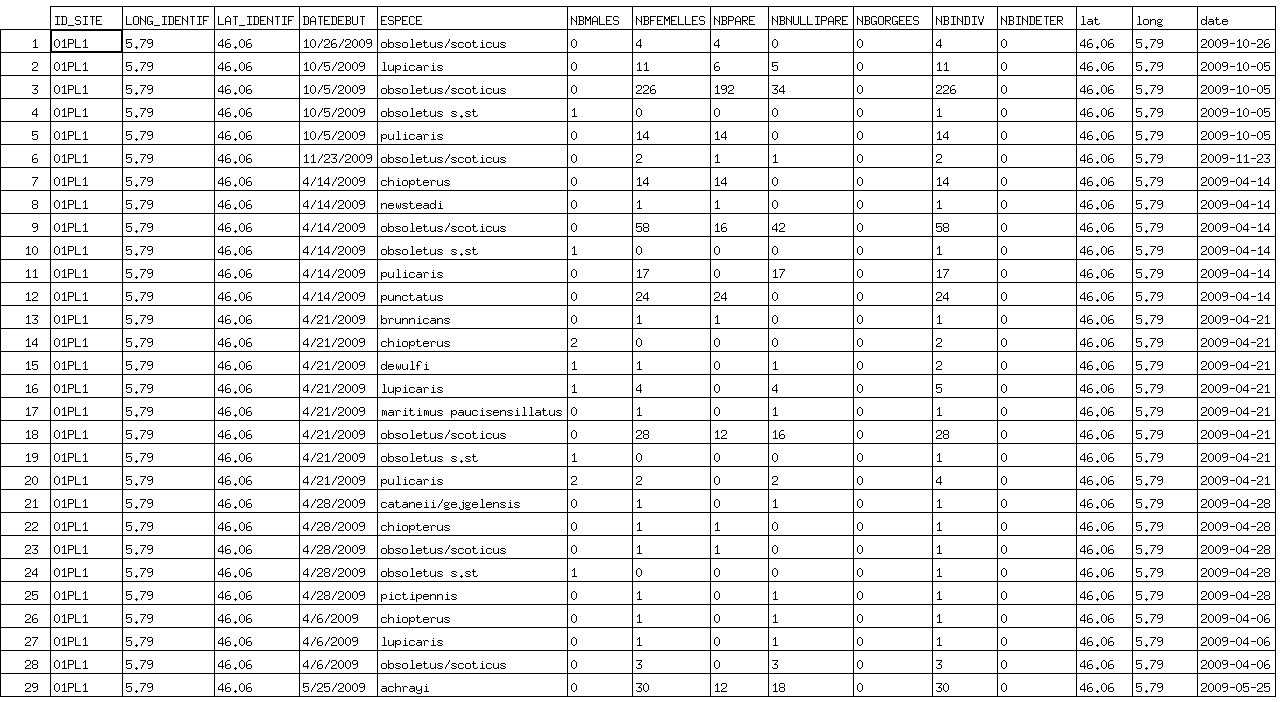 ID_SITE LONG_IDENTIF LAT_IDENTIF DATEDEBUT ESPECE NBMALES NBFEMELLES NBPARE NBNULLIPARE NBGORGEES NBINDIV NBINDETER lat long date
1 01PL1 5.79 46.06 10/26/2009 obsoletus/scoticus 0 4 4 0 0 4 0 46.06 5.79 2009-10-26
2 01PL1 5.79 46.06 10/5/2009 lupicaris 0 11 6 5 0 11 0 46.06 5.79 2009-10-05
3 01PL1 5.79 46.06 10/5/2009 obsoletus/scoticus 0 226 192 34 0 226 0 46.06 5.79 2009-10-05
4 01PL1 5.79 46.06 10/5/2009 obsoletus s.st 1 0 0 0 0 1 0 46.06 5.79 2009-10-05
5 01PL1 5.79 46.06 10/5/2009 pulicaris 0 14 14 0 0 14 0 46.06 5.79 2009-10-05
6 01PL1 5.79 46.06 11/23/2009 obsoletus/scoticus 0 2 1 1 0 2 0 46.06 5.79 2009-11-23
7 01PL1 5.79 46.06 4/14/2009 chiopterus 0 14 14 0 0 14 0 46.06 5.79 2009-04-14
8 01PL1 5.79 46.06 4/14/2009 newsteadi 0 1 1 0 0 1 0 46.06 5.79 2009-04-14
9 01PL1 5.79 46.06 4/14/2009 obsoletus/scoticus 0 58 16 42 0 58 0 46.06 5.79 2009-04-14
10 01PL1 5.79 46.06 4/14/2009 obsoletus s.st 1 0 0 0 0 1 0 46.06 5.79 2009-04-14
11 01PL1 5.79 46.06 4/14/2009 pulicaris 0 17 0 17 0 17 0 46.06 5.79 2009-04-14
12 01PL1 5.79 46.06 4/14/2009 punctatus 0 24 24 0 0 24 0 46.06 5.79 2009-04-14
13 01PL1 5.79 46.06 4/21/2009 brunnicans 0 1 1 0 0 1 0 46.06 5.79 2009-04-21
14 01PL1 5.79 46.06 4/21/2009 chiopterus 2 0 0 0 0 2 0 46.06 5.79 2009-04-21
15 01PL1 5.79 46.06 4/21/2009 dewulfi 1 1 0 1 0 2 0 46.06 5.79 2009-04-21
16 01PL1 5.79 46.06 4/21/2009 lupicaris 1 4 0 4 0 5 0 46.06 5.79 2009-04-21
17 01PL1 5.79 46.06 4/21/2009 maritimus paucisensillatus 0 1 0 1 0 1 0 46.06 5.79 2009-04-21
18 01PL1 5.79 46.06 4/21/2009 obsoletus/scoticus 0 28 12 16 0 28 0 46.06 5.79 2009-04-21
19 01PL1 5.79 46.06 4/21/2009 obsoletus s.st 1 0 0 0 0 1 0 46.06 5.79 2009-04-21
20 01PL1 5.79 46.06 4/21/2009 pulicaris 2 2 0 2 0 4 0 46.06 5.79 2009-04-21
21 01PL1 5.79 46.06 4/28/2009 cataneii/gejgelensis 0 1 0 1 0 1 0 46.06 5.79 2009-04-28
22 01PL1 5.79 46.06 4/28/2009 chiopterus 0 1 1 0 0 1 0 46.06 5.79 2009-04-28
23 01PL1 5.79 46.06 4/28/2009 obsoletus/scoticus 0 1 1 0 0 1 0 46.06 5.79 2009-04-28
24 01PL1 5.79 46.06 4/28/2009 obsoletus s.st 1 0 0 0 0 1 0 46.06 5.79 2009-04-28
25 01PL1 5.79 46.06 4/28/2009 pictipennis 0 1 0 1 0 1 0 46.06 5.79 2009-04-28
26 01PL1 5.79 46.06 4/6/2009 chiopterus 0 1 0 1 0 1 0 46.06 5.79 2009-04-06
27 01PL1 5.79 46.06 4/6/2009 lupicaris 0 1 0 1 0 1 0 46.06 5.79 2009-04-06
28 01PL1 5.79 46.06 4/6/2009 obsoletus/scoticus 0 3 0 3 0 3 0 46.06 5.79 2009-04-06
29 01PL1 5.79 46.06 5/25/2009 achrayi 0 30 12 18 0 30 0 46.06 5.79 2009-05-25